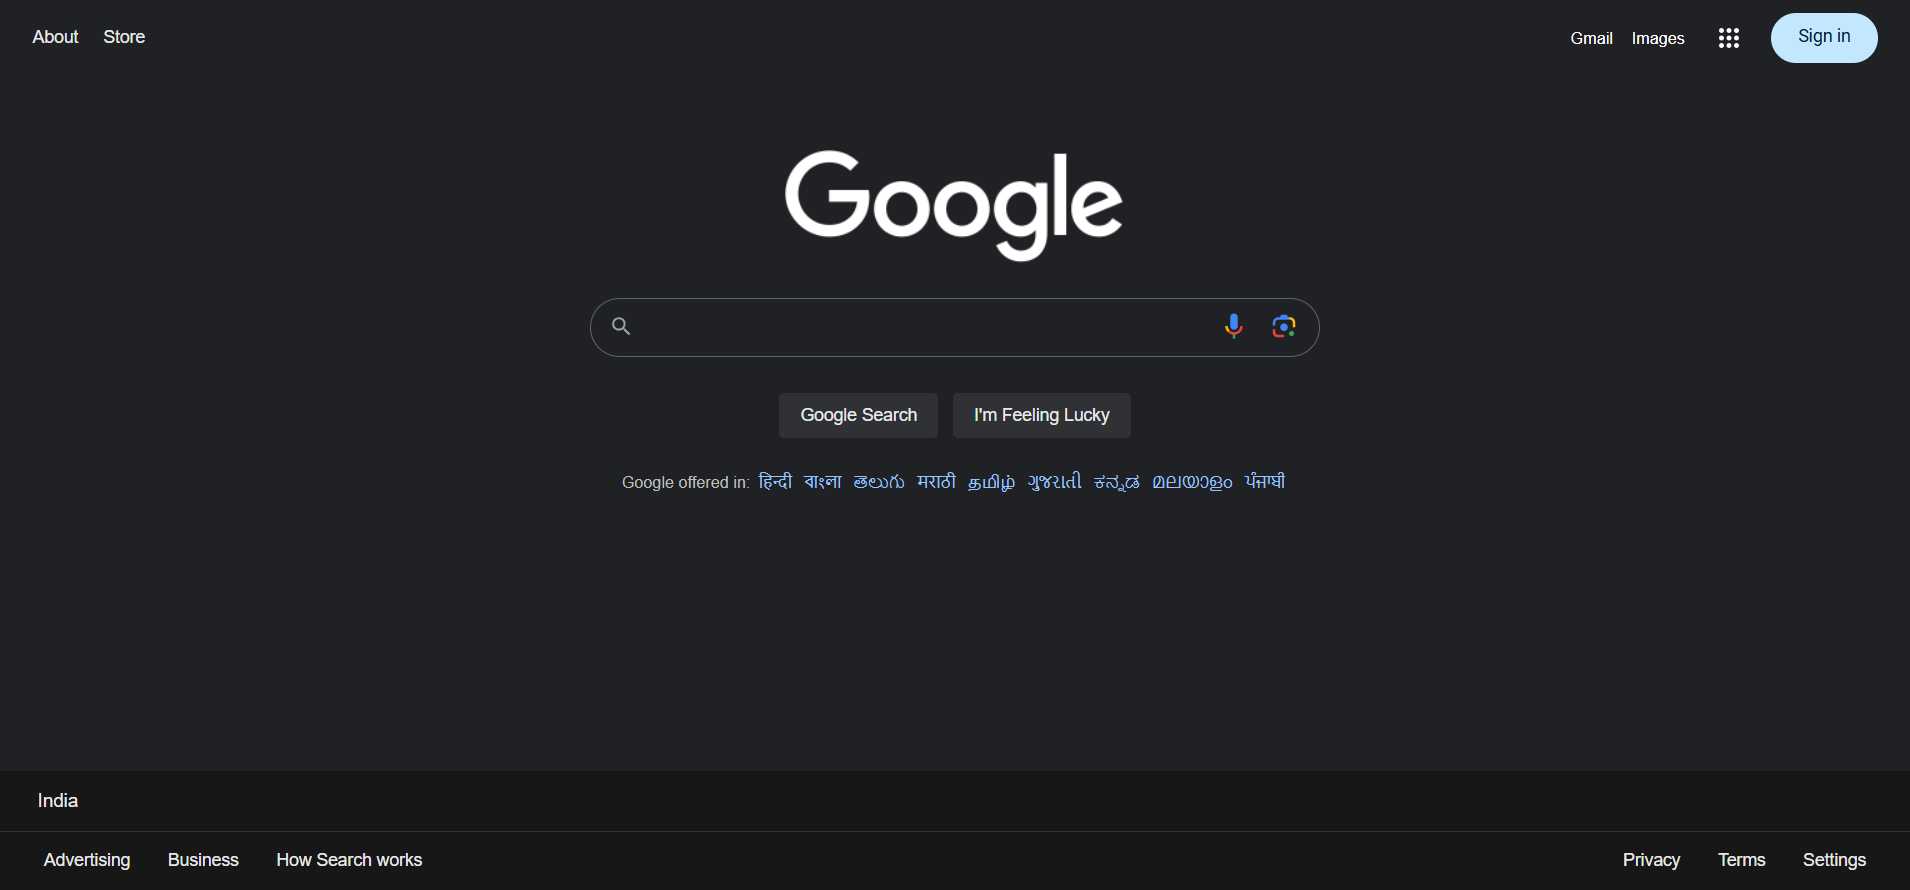 About Store
Gmail Images Sign in
Google
Google Search I'm Feeling Lucky
Google offered in: हिन्दी বাংলা తెలుగు मराठी தமிழ் ગુજરાતી ಕನ್ನಡ മലയാളം ਪੰਜਾਬੀ
India
Advertising Business How Search works
Privacy Terms Settings